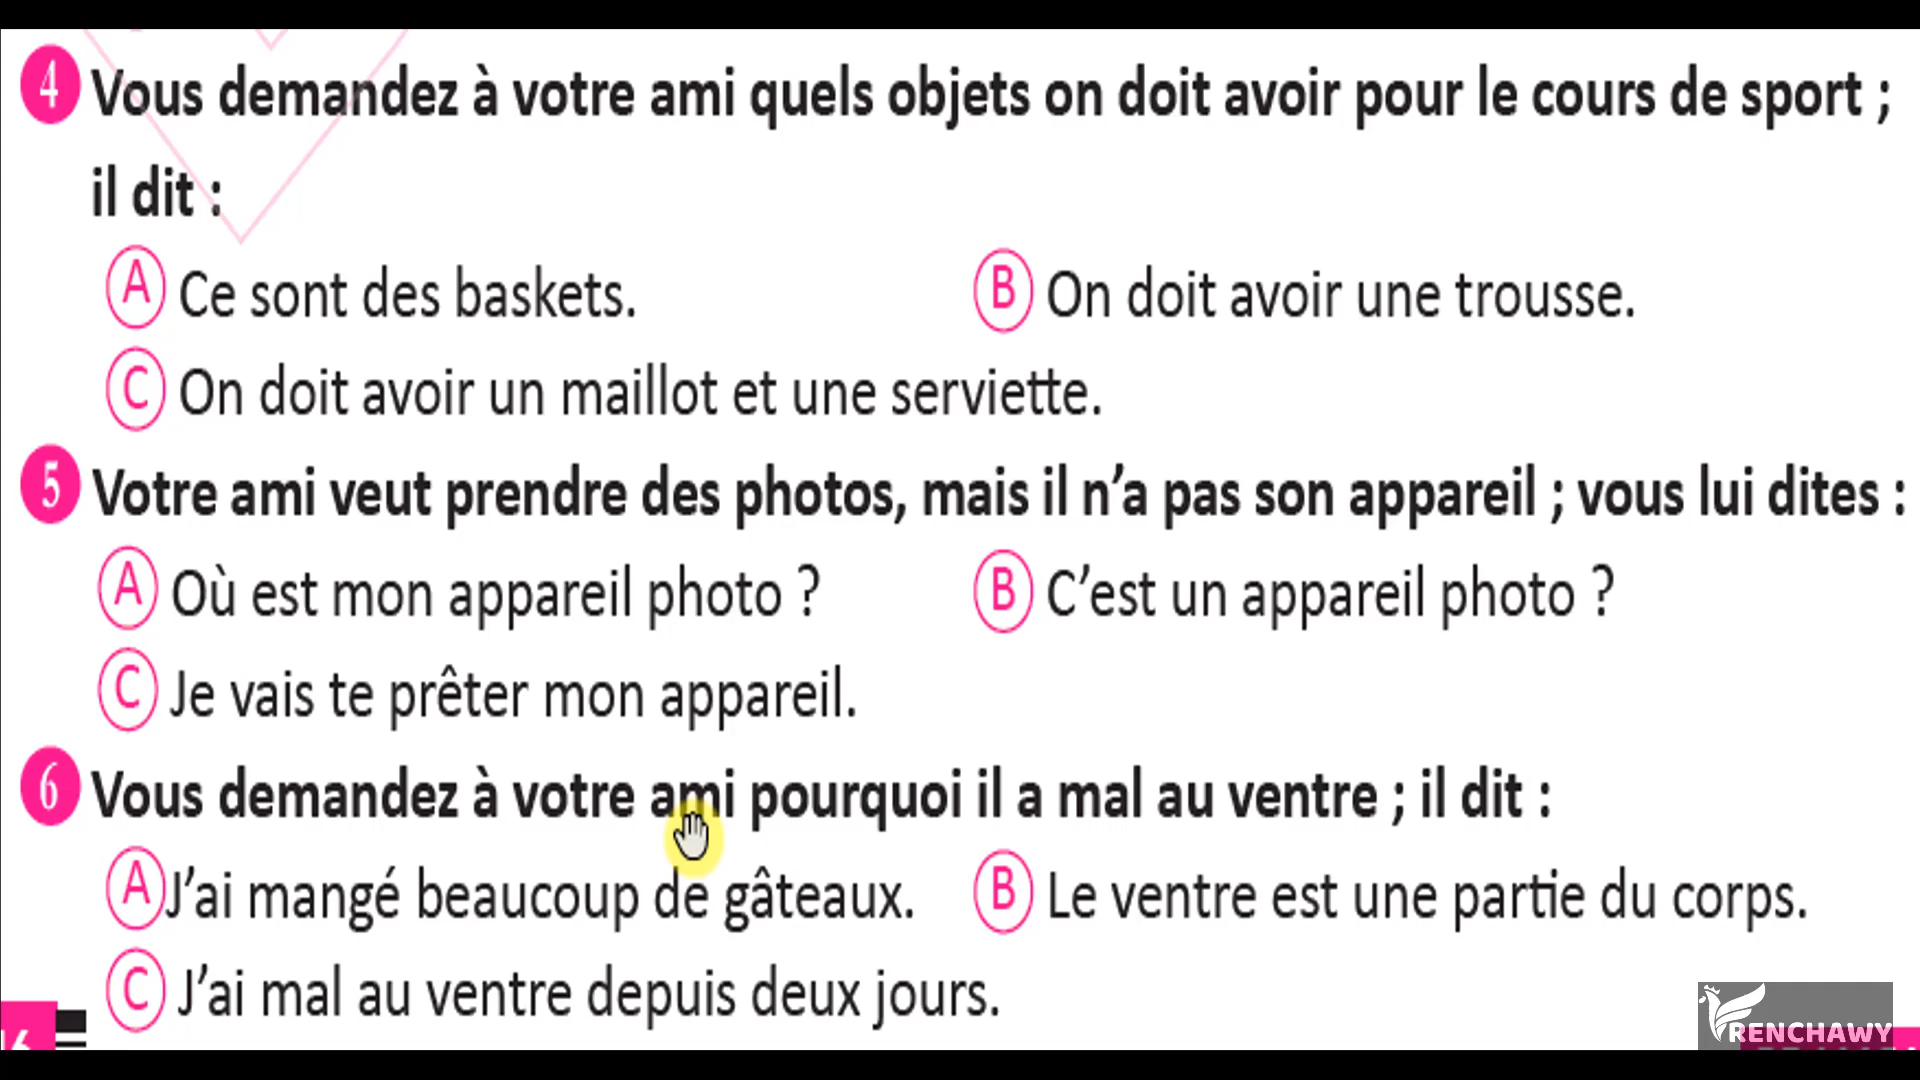 4 Vous demandez à votre ami quels objets on doit avoir pour le cours de sport ;
il dit :
A Ce sont des baskets.
B On doit avoir une trousse.
C On doit avoir un maillot et une serviette.
5 Votre ami veut prendre des photos, mais il n’a pas son appareil ; vous lui dites :
A Où est mon appareil photo ?
B C’est un appareil photo ?
C Je vais te prêter mon appareil.
6 Vous demandez à votre ami pourquoi il a mal au ventre ; il dit :
A J’ai mangé beaucoup de gâteaux.
B Le ventre est une partie du corps.
C J’ai mal au ventre depuis deux jours.
RENCHAWY